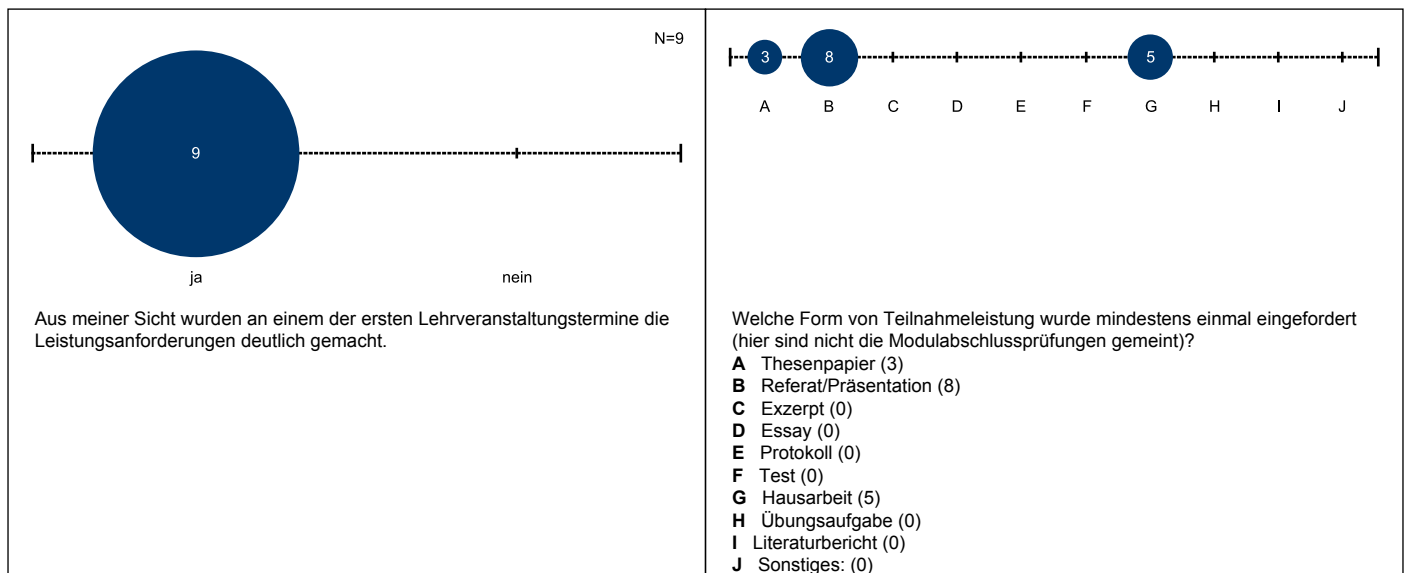 N=9
9
ja nein
Aus meiner Sicht wurden an einem der ersten Lehrveranstaltungstermine die
Leistungsanforderungen deutlich gemacht.
3 8 5
A B C D E F G H I J
Welche Form von Teilnahmeleistung wurde mindestens einmal eingefordert
(hier sind nicht die Modulabschlussprüfungen gemeint)?
A Thesenpapier (3)
B Referat/Präsentation (8)
C Exzerpt (0)
D Essay (0)
E Protokoll (0)
F Test (0)
G Hausarbeit (5)
H Übungsaufgabe (0)
I Literaturbericht (0)
J Sonstiges: (0)